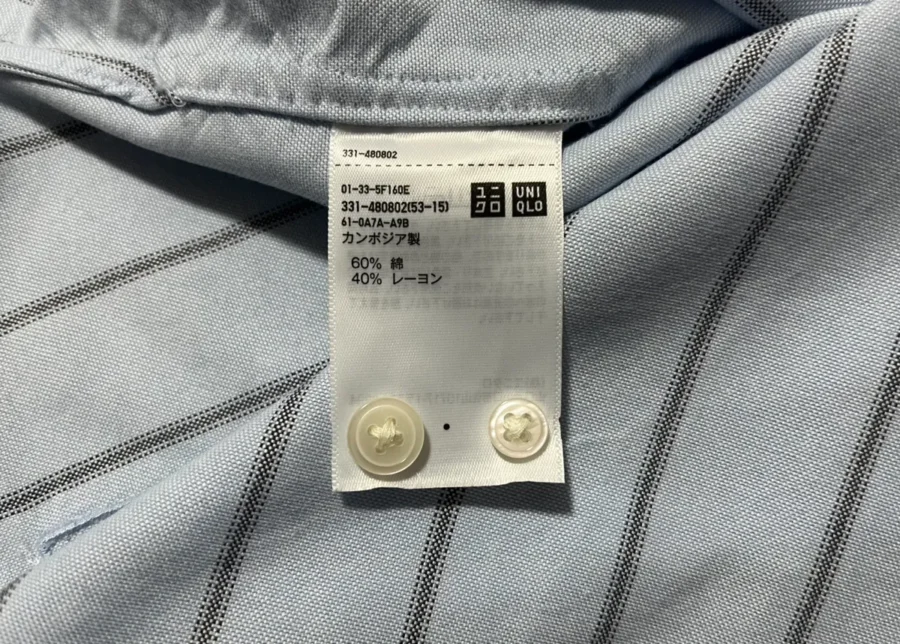 331-480802
01-33-5F160E
331-480802(53-15)
61-0A7A-A9B
カンボジア製
60% 綿
40% レーヨン
ユニ
クロ
UNI
QLO